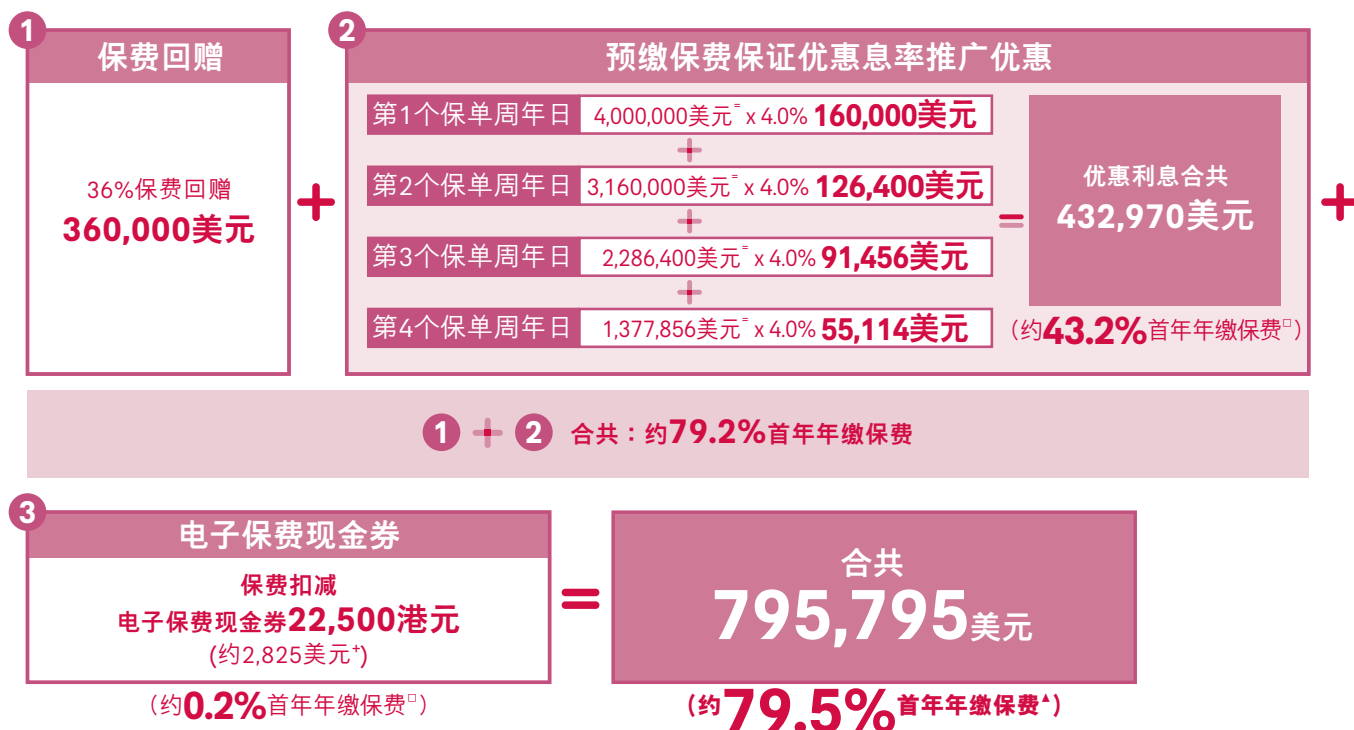 1
保费回赠
36%保费回赠
360,000美元
+
2
预缴保费保证优惠息率推广优惠
第1个保单周年日 4,000,000美元⁼ x 4.0% 160,000美元
+
第2个保单周年日 3,160,000美元⁼ x 4.0% 126,400美元
+
第3个保单周年日 2,286,400美元⁼ x 4.0% 91,456美元
+
第4个保单周年日 1,377,856美元⁼ x 4.0% 55,114美元
=
优惠利息合共
432,970美元
（约43.2%首年年缴保费□）
+
1 + 2 合共：约79.2%首年年缴保费
3
电子保费现金券
保费扣减
电子保费现金券22,500港元
(约2,825美元⁺)
（约0.2%首年年缴保费□）
=
合共
795,795美元
(约79.5%首年年缴保费▲)